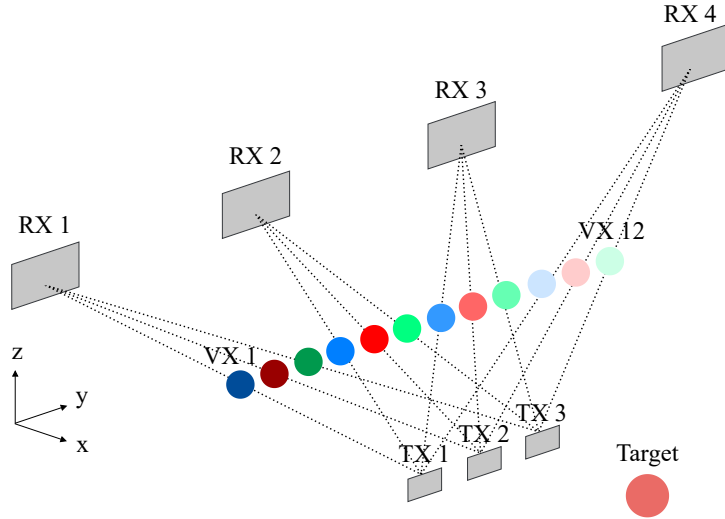 RX 4
RX 3
RX 2
RX 1
VX 12
VX 1
z
y
x
TX 3
TX 2
TX 1
Target